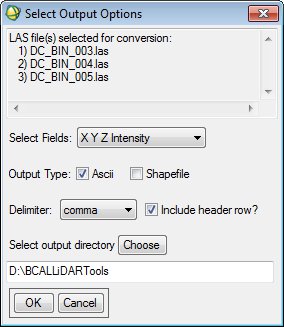 Select Output Options
LAS file(s) selected for conversion:
1) DC_BIN_003.las
2) DC_BIN_004.las
3) DC_BIN_005.las
Select Fields: X Y Z Intensity
Output Type: Ascii Shapefile
Delimiter: comma Include header row?
Select output directory Choose
D:\BCALLiDARTools
OK Cancel